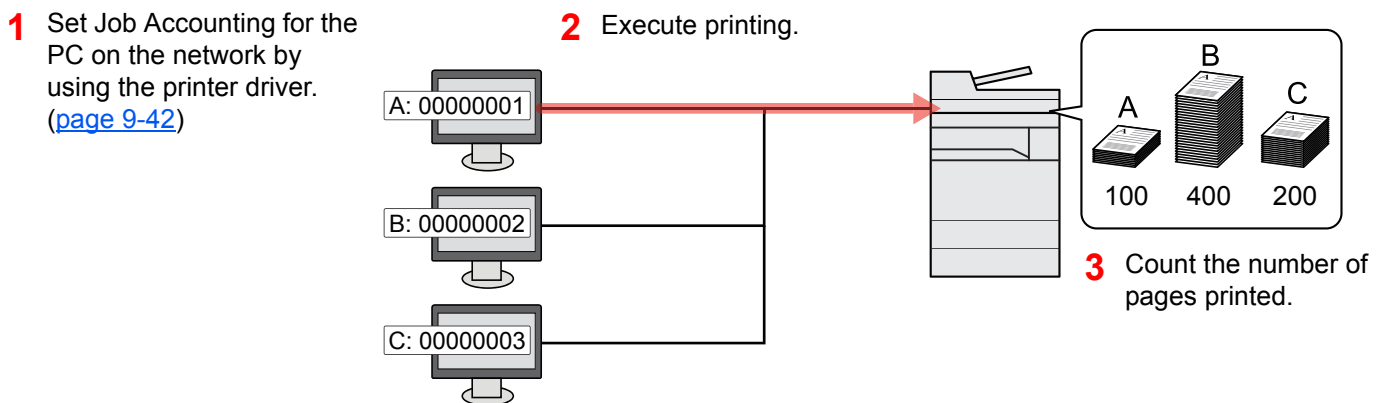 1 Set Job Accounting for the
PC on the network by
using the printer driver.
(page 9-42)
2 Execute printing.
A: 00000001
B: 00000002
C: 00000003
A
B
C
100
400
200
3 Count the number of
pages printed.